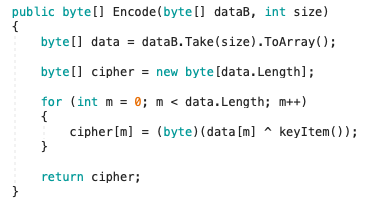 public byte[] Encode(byte[] dataB, int size)
{
    byte[] data = dataB.Take(size).ToArray();

    byte[] cipher = new byte[data.Length];

    for (int m = 0; m < data.Length; m++)
    {
        cipher[m] = (byte)(data[m] ^ keyItem());
    }

    return cipher;
}